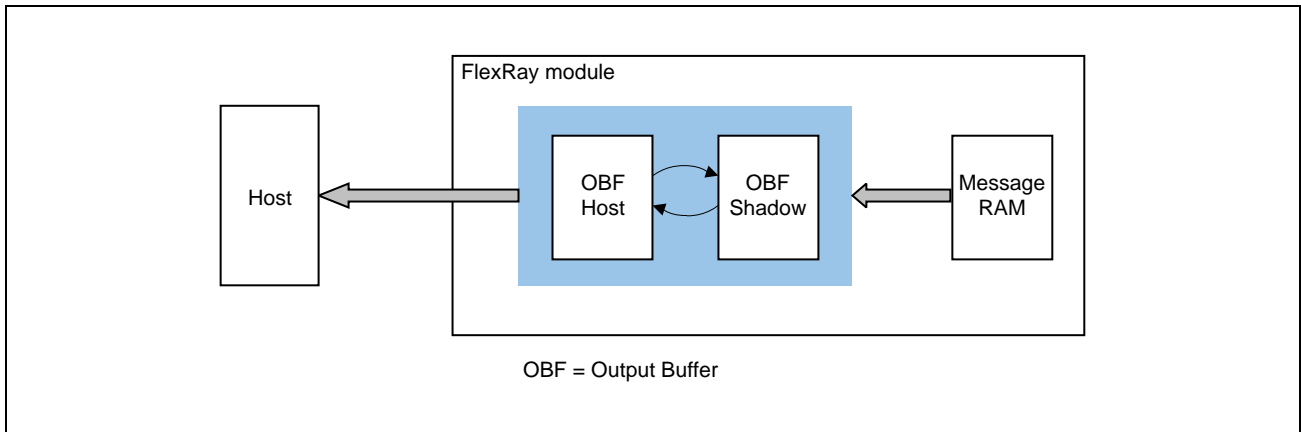 FlexRay module
Host
OBF
Host
OBF
Shadow
Message
RAM
OBF = Output Buffer